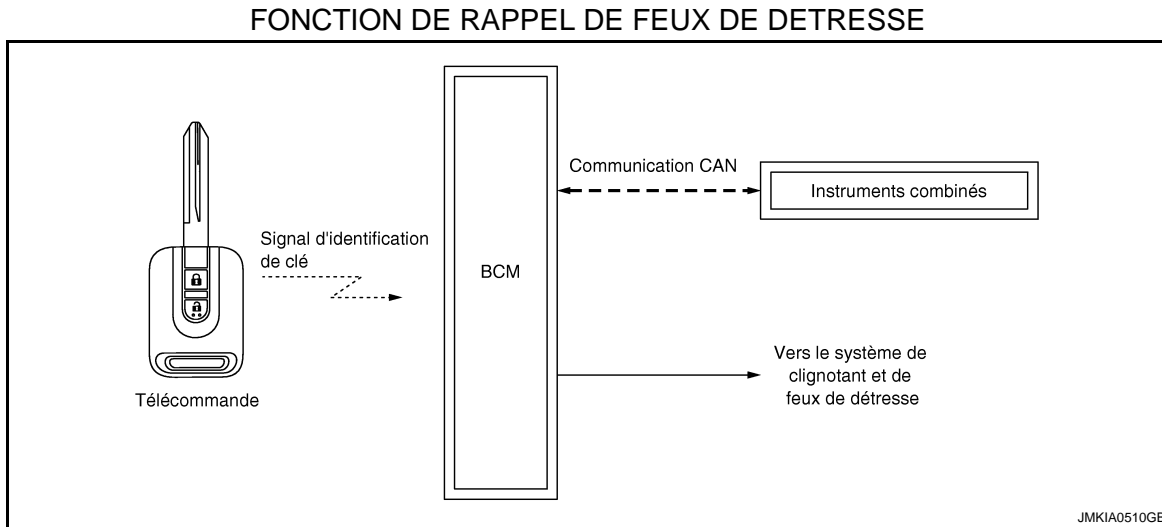 FONCTION DE RAPPEL DE FEUX DE DETRESSE
Communication CAN
Instruments combinés
Signal d'identification
de clé
BCM
Vers le système de
clignotant et de
feux de détresse
Télécommande
JMKIA0510GB